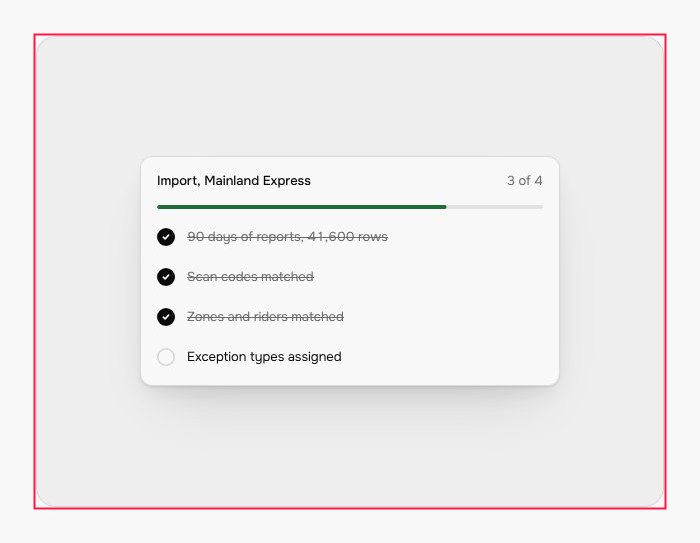 Import, Mainland Express
3 of 4
90 days of reports, 41,600 rows
Scan codes matched
Zones and riders matched
Exception types assigned